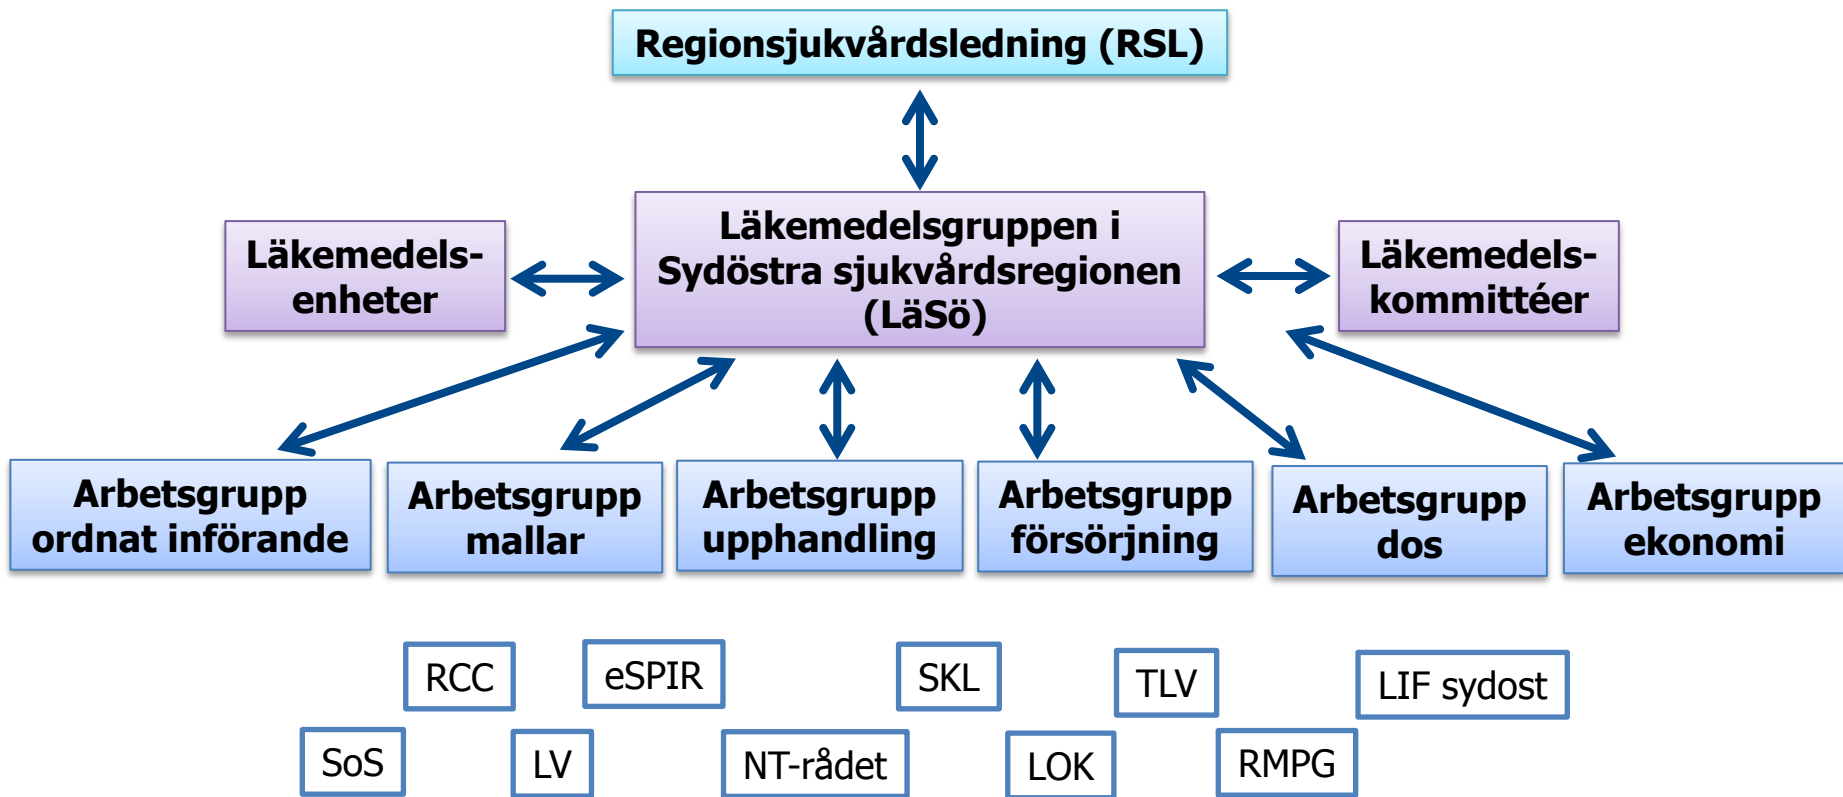 Regionsjukvårdsledning (RSL)
Läkemedels-
enheter
Läkemedelsgruppen i
Sydöstra sjukvårdsregionen
(LäSö)
Läkemedels-
kommittéer
Arbetsgrupp
ordnat införande
Arbetsgrupp
mallar
Arbetsgrupp
upphandling
Arbetsgrupp
försörjning
Arbetsgrupp
dos
Arbetsgrupp
ekonomi
RCC
eSPIR
SKL
TLV
LIF sydost
SoS
LV
NT-rådet
LOK
RMPG